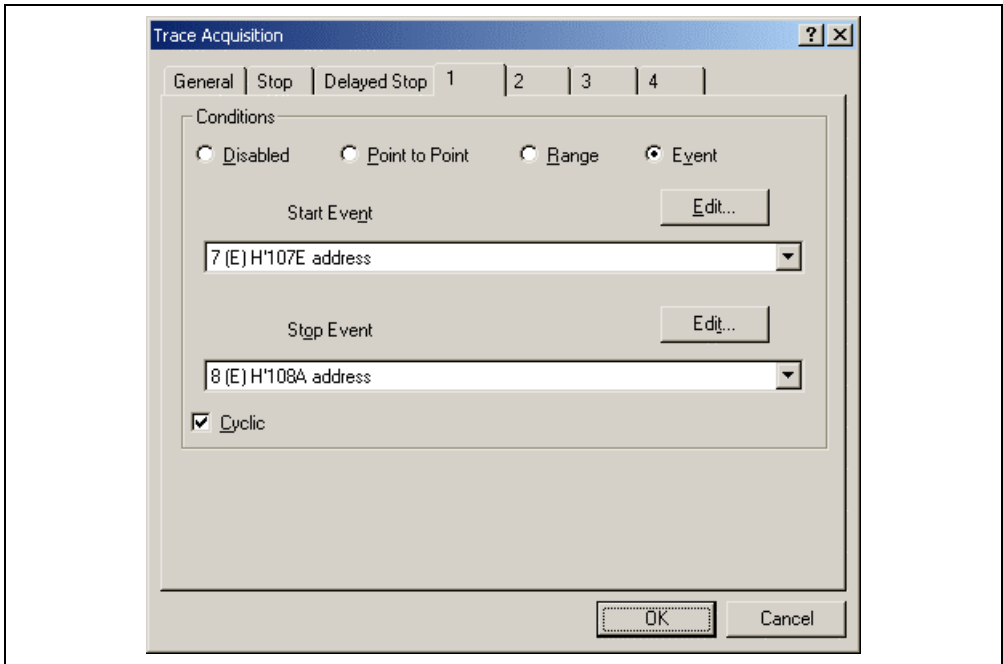 Trace Acquisition
General Stop Delayed Stop 1 2 3 4
Conditions
Disabled Point to Point Range Event
Start Event Edit...
7 (E) H'107E address
Stop Event Edit...
8 (E) H'108A address
Cyclic
OK Cancel